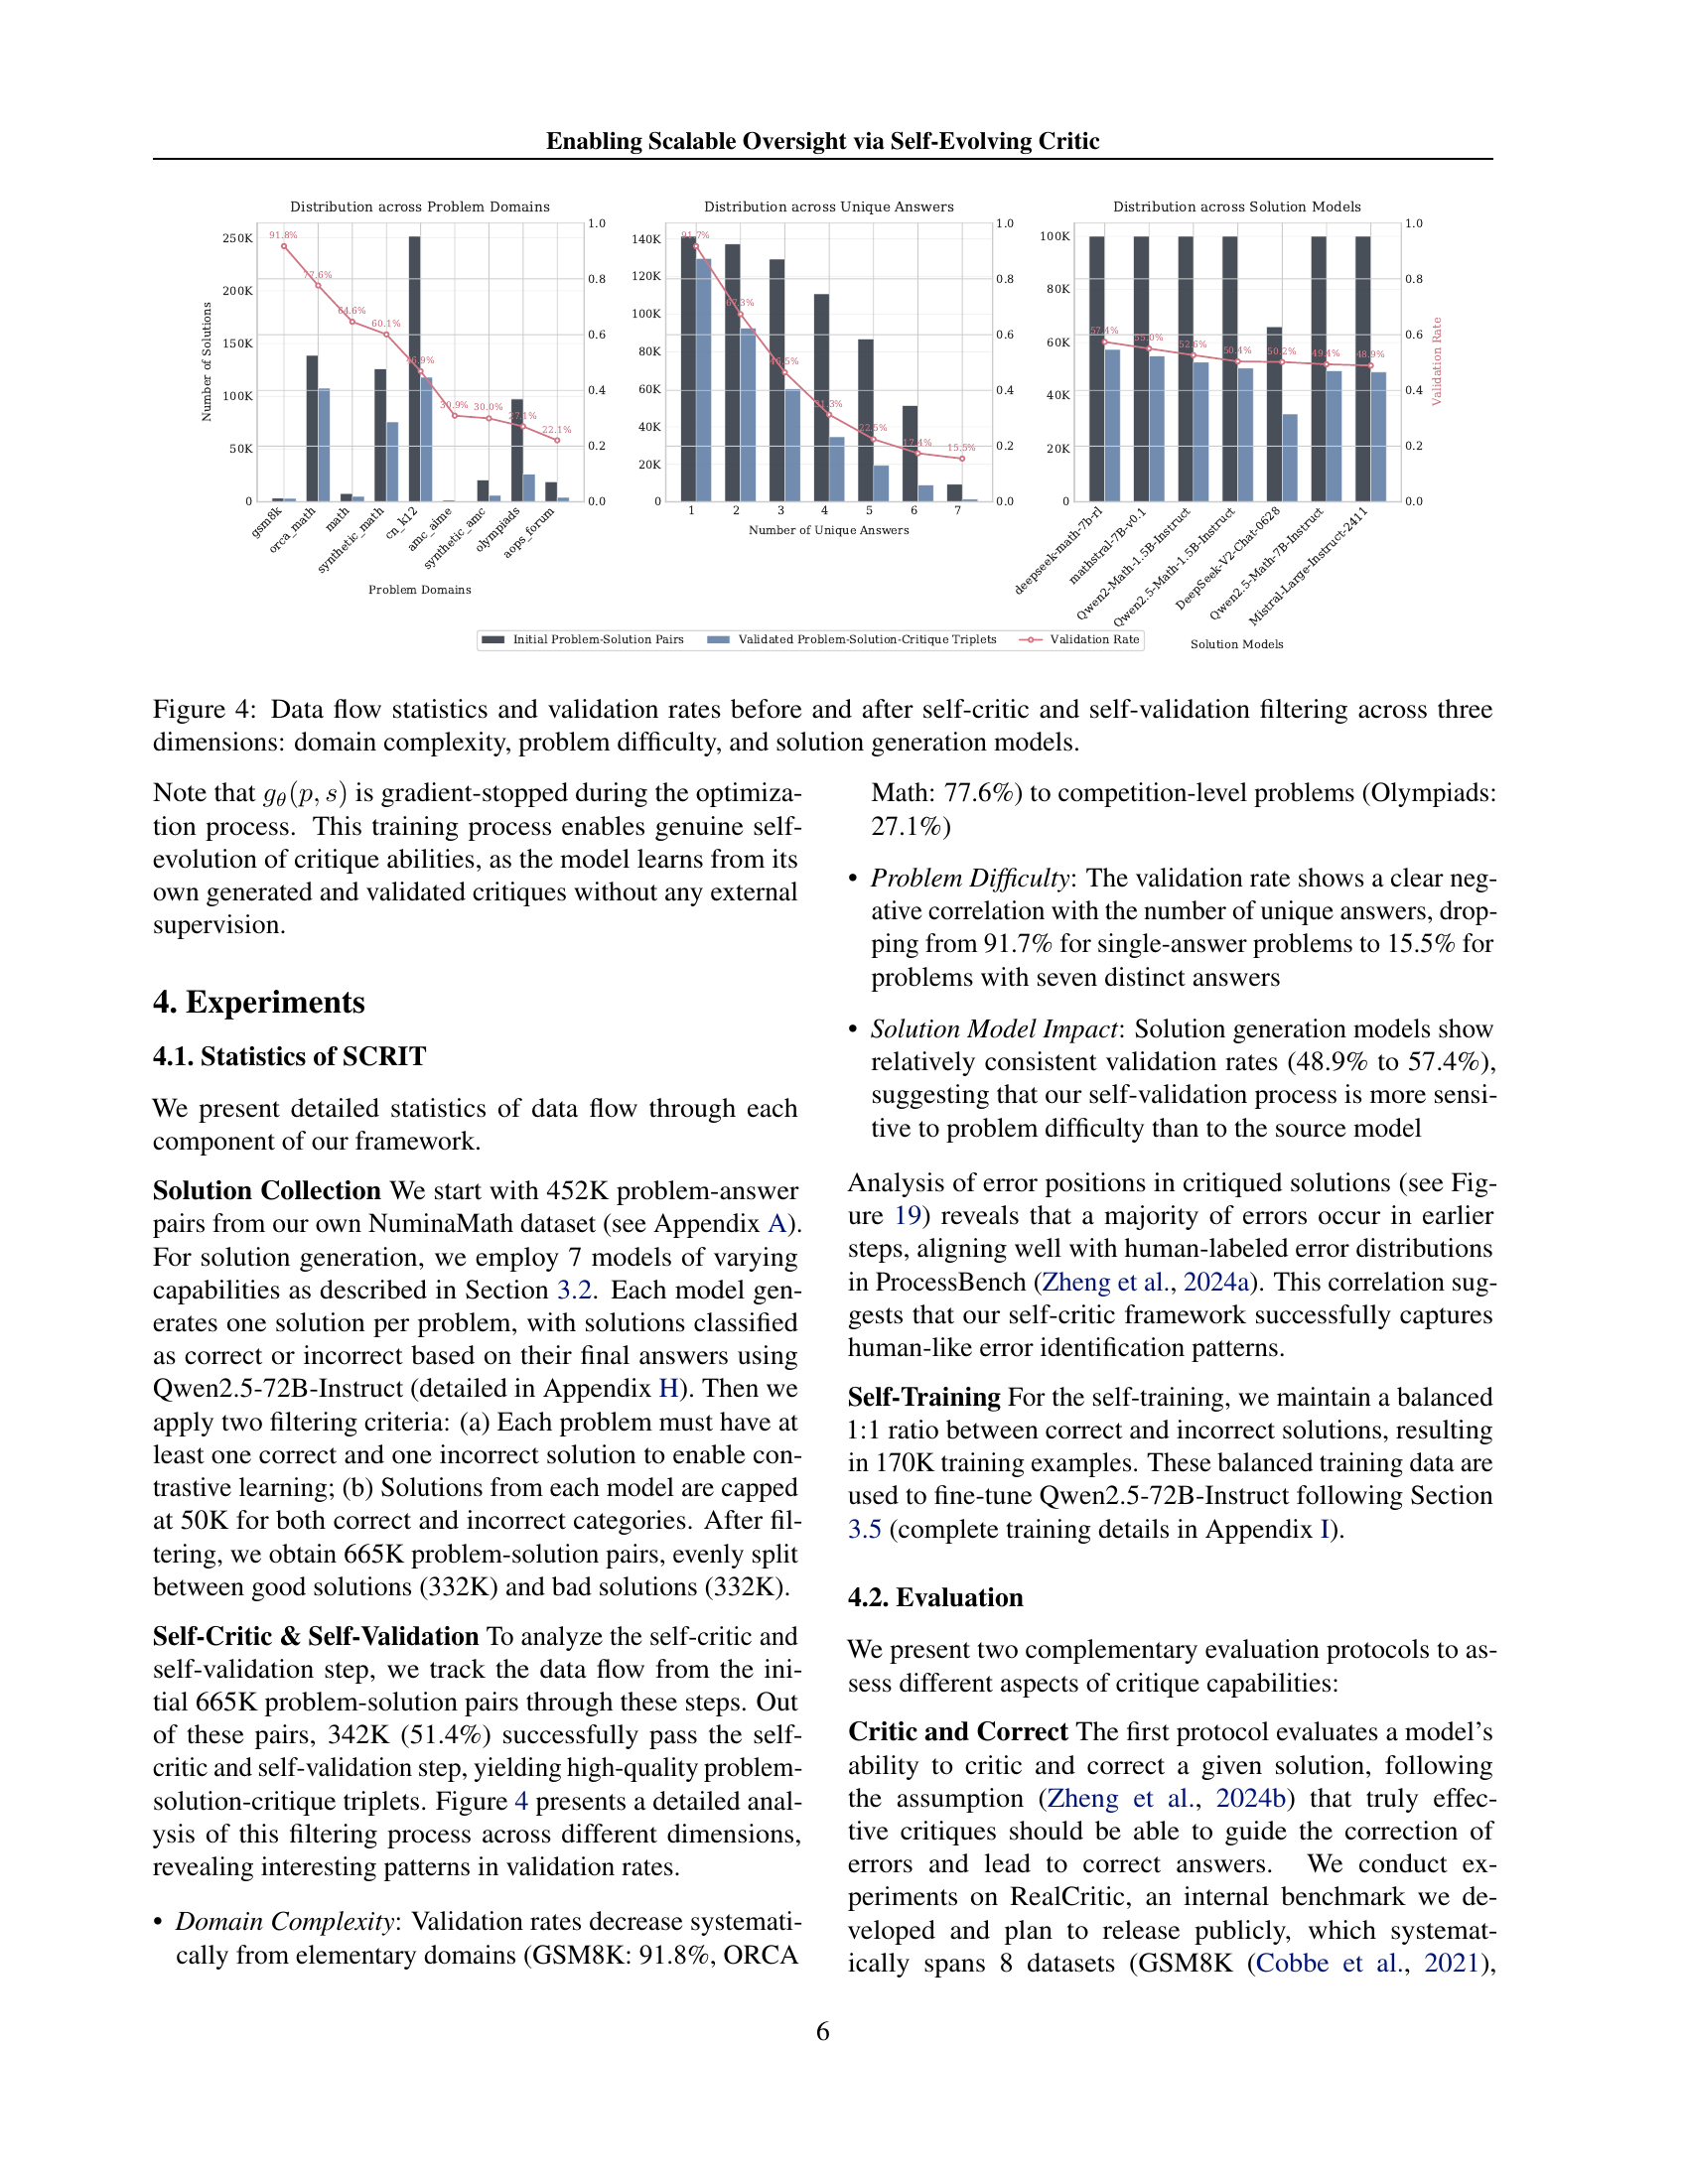 Enabling Scalable Oversight via Self-Evolving Critic
Distribution across Problem Domains
Number of Solutions
250K
200K
150K
100K
50K
0
1.0
0.8
0.6
0.4
0.2
0.0
91.8%
77.6%
64.6%
60.1%
46.9%
30.9%
30.0%
27.1%
22.1%
gsm8k
orca_math
math
synthetic_math
cn_k12
amc_aime
synthetic_amc
olympiads
aops_forum
Problem Domains
Distribution across Unique Answers
140K
120K
100K
80K
60K
40K
20K
0
1.0
0.8
0.6
0.4
0.2
0.0
91.7%
67.3%
46.5%
31.3%
22.5%
17.4%
15.5%
1 2 3 4 5 6 7
Number of Unique Answers
Distribution across Solution Models
100K
80K
60K
40K
20K
0
1.0
0.8
0.6
0.4
0.2
0.0
Validation Rate
57.4%
55.0%
52.6%
50.4%
50.2%
49.4%
48.9%
deepseek-math-7b-rl
mathstral-7B-v0.1
Qwen2-Math-1.5B-Instruct
Qwen2.5-Math-1.5B-Instruct
DeepSeek-V2-Chat-0628
Qwen2.5-Math-7B-Instruct
Mistral-Large-Instruct-2411
Solution Models
Initial Problem-Solution Pairs Validated Problem-Solution-Critique Triplets Validation Rate
Figure 4: Data flow statistics and validation rates before and after self-critic and self-validation filtering across three
dimensions: domain complexity, problem difficulty, and solution generation models.
Note that g_θ(p, s) is gradient-stopped during the optimiza-
tion process. This training process enables genuine self-
evolution of critique abilities, as the model learns from its
own generated and validated critiques without any external
supervision.
4. Experiments
4.1. Statistics of SCRIT
We present detailed statistics of data flow through each
component of our framework.
Solution Collection We start with 452K problem-answer
pairs from our own NuminaMath dataset (see Appendix A).
For solution generation, we employ 7 models of varying
capabilities as described in Section 3.2. Each model gen-
erates one solution per problem, with solutions classified
as correct or incorrect based on their final answers using
Qwen2.5-72B-Instruct (detailed in Appendix H). Then we
apply two filtering criteria: (a) Each problem must have at
least one correct and one incorrect solution to enable con-
trastive learning; (b) Solutions from each model are capped
at 50K for both correct and incorrect categories. After fil-
tering, we obtain 665K problem-solution pairs, evenly split
between good solutions (332K) and bad solutions (332K).
Self-Critic & Self-Validation To analyze the self-critic and
self-validation step, we track the data flow from the ini-
tial 665K problem-solution pairs through these steps. Out
of these pairs, 342K (51.4%) successfully pass the self-
critic and self-validation step, yielding high-quality problem-
solution-critique triplets. Figure 4 presents a detailed anal-
ysis of this filtering process across different dimensions,
revealing interesting patterns in validation rates.
• Domain Complexity: Validation rates decrease systemati-
cally from elementary domains (GSM8K: 91.8%, ORCA
Math: 77.6%) to competition-level problems (Olympiads:
27.1%)
• Problem Difficulty: The validation rate shows a clear neg-
ative correlation with the number of unique answers, drop-
ping from 91.7% for single-answer problems to 15.5% for
problems with seven distinct answers
• Solution Model Impact: Solution generation models show
relatively consistent validation rates (48.9% to 57.4%),
suggesting that our self-validation process is more sensi-
tive to problem difficulty than to the source model
Analysis of error positions in critiqued solutions (see Fig-
ure 19) reveals that a majority of errors occur in earlier
steps, aligning well with human-labeled error distributions
in ProcessBench (Zheng et al., 2024a). This correlation sug-
gests that our self-critic framework successfully captures
human-like error identification patterns.
Self-Training For the self-training, we maintain a balanced
1:1 ratio between correct and incorrect solutions, resulting
in 170K training examples. These balanced training data are
used to fine-tune Qwen2.5-72B-Instruct following Section
3.5 (complete training details in Appendix I).
4.2. Evaluation
We present two complementary evaluation protocols to as-
sess different aspects of critique capabilities:
Critic and Correct The first protocol evaluates a model's
ability to critic and correct a given solution, following
the assumption (Zheng et al., 2024b) that truly effec-
tive critiques should be able to guide the correction of
errors and lead to correct answers. We conduct ex-
periments on RealCritic, an internal benchmark we de-
veloped and plan to release publicly, which systemat-
ically spans 8 datasets (GSM8K (Cobbe et al., 2021),
6